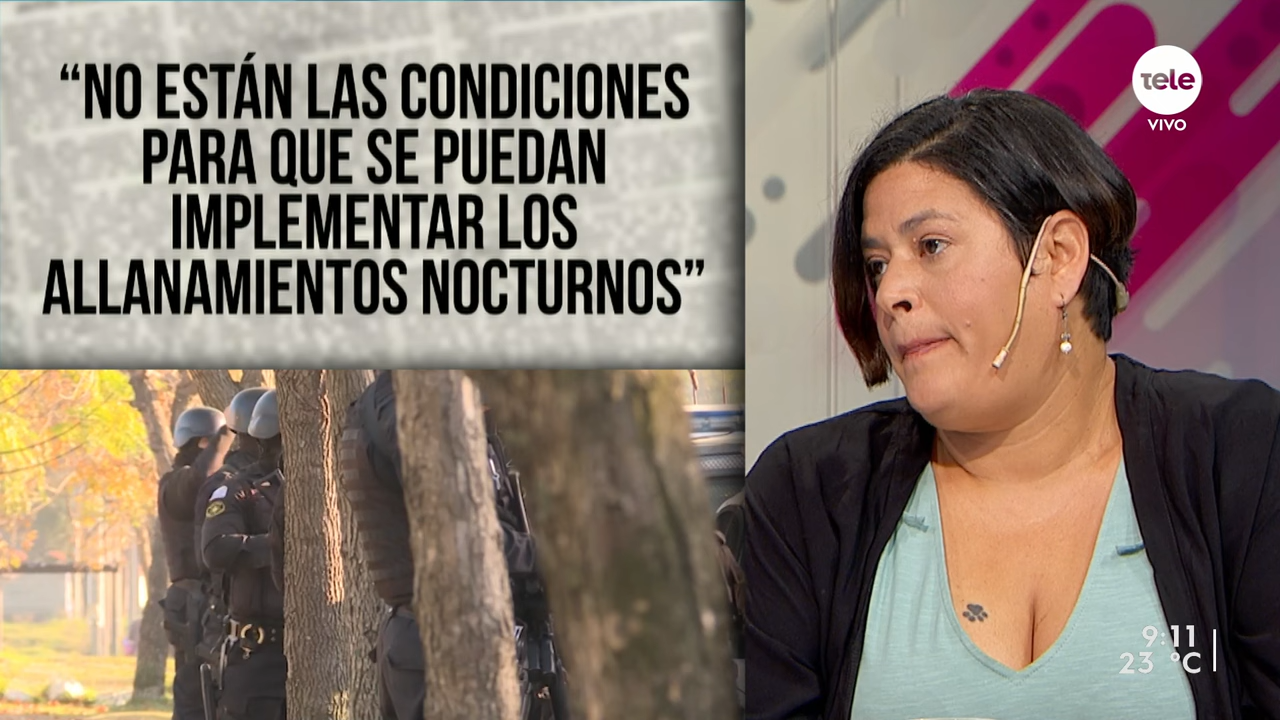 “NO ESTÁN LAS CONDICIONES
PARA QUE SE PUEDAN
IMPLEMENTAR LOS
ALLANAMIENTOS NOCTURNOS”
tele
VIVO
9:11
23 °C